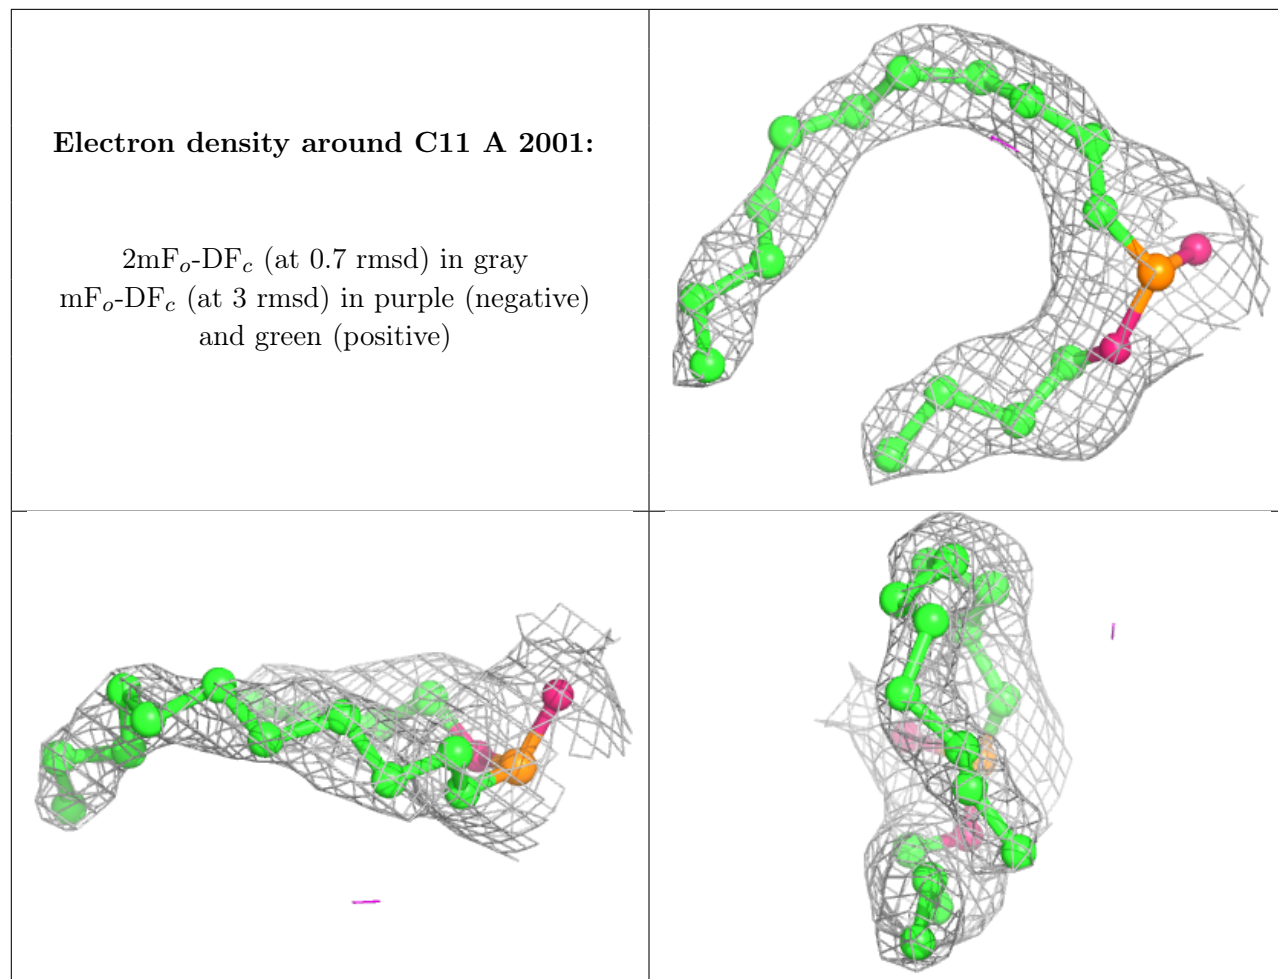 Electron density around C11 A 2001:
2mFo-DFc (at 0.7 rmsd) in gray
mFo-DFc (at 3 rmsd) in purple (negative)
and green (positive)